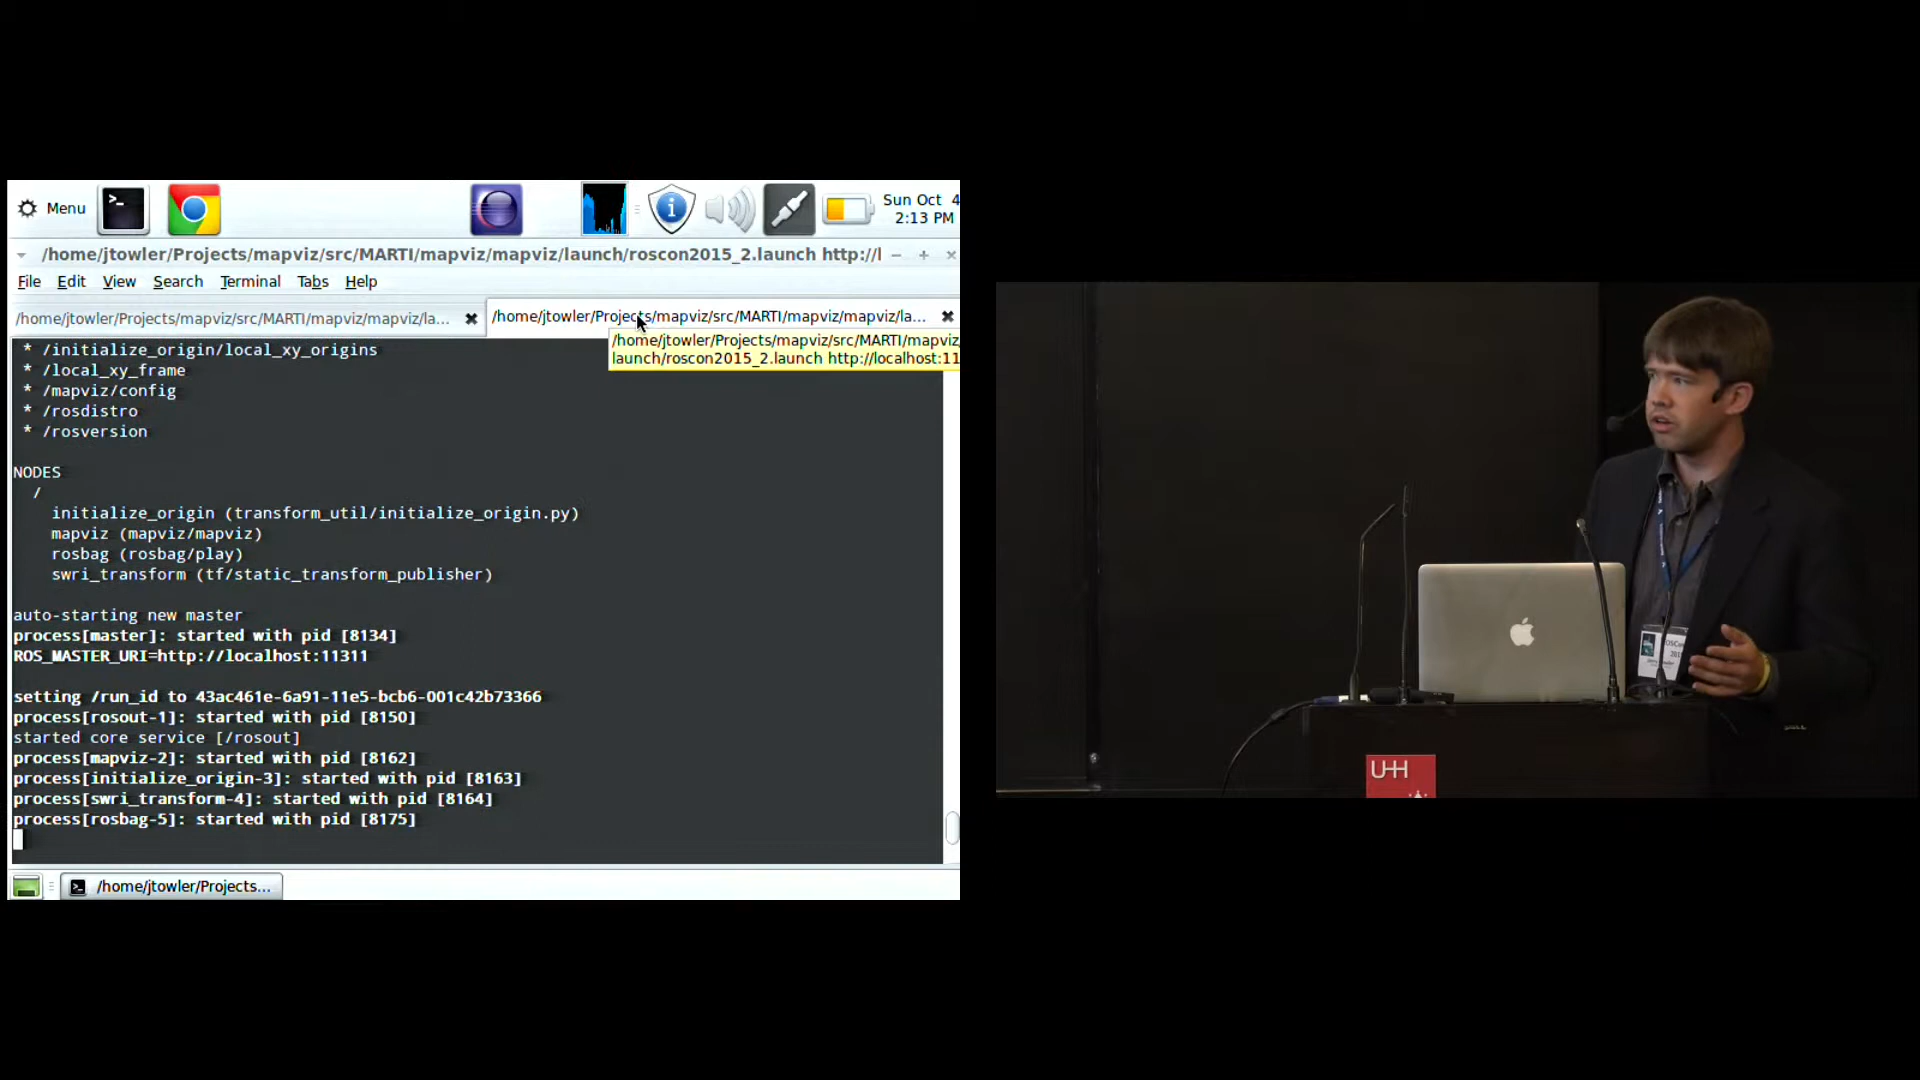 Menu
Sun Oct 4
2:13 PM
/home/jtowler/Projects/mapviz/src/MARTI/mapviz/mapviz/launch/roscon2015_2.launch http://l
File Edit View Search Terminal Tabs Help
/home/jtowler/Projects/mapviz/src/MARTI/mapviz/mapviz/la...
/home/jtowler/Projects/mapviz/src/MARTI/mapviz/mapviz/la...
/home/jtowler/Projects/mapviz/src/MARTI/mapviz
launch/roscon2015_2.launch http://localhost:11
* /initialize_origin/local_xy_origins
* /local_xy_frame
* /mapviz/config
* /rosdistro
* /rosversion
NODES
/
initialize_origin (transform_util/initialize_origin.py)
mapviz (mapviz/mapviz)
rosbag (rosbag/play)
swri_transform (tf/static_transform_publisher)
auto-starting new master
process[master]: started with pid [8134]
ROS_MASTER_URI=http://localhost:11311
setting /run_id to 43ac461e-6a91-11e5-bcb6-001c42b73366
process[rosout-1]: started with pid [8150]
started core service [/rosout]
process[mapviz-2]: started with pid [8162]
process[initialize_origin-3]: started with pid [8163]
process[swri_transform-4]: started with pid [8164]
process[rosbag-5]: started with pid [8175]
/home/jtowler/Projects...
UHH